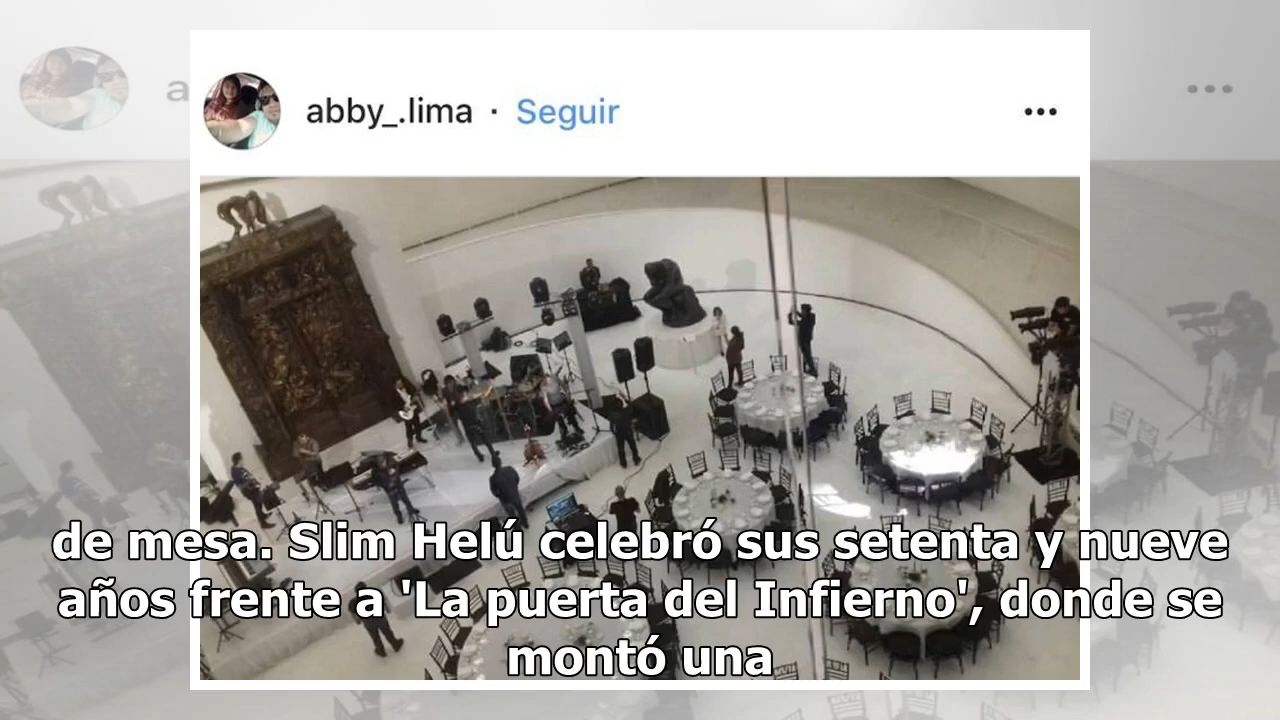 abby_.lima · Seguir
de mesa. Slim Helú celebró sus setenta y nueve
años frente a 'La puerta del Infierno', donde se
montó una